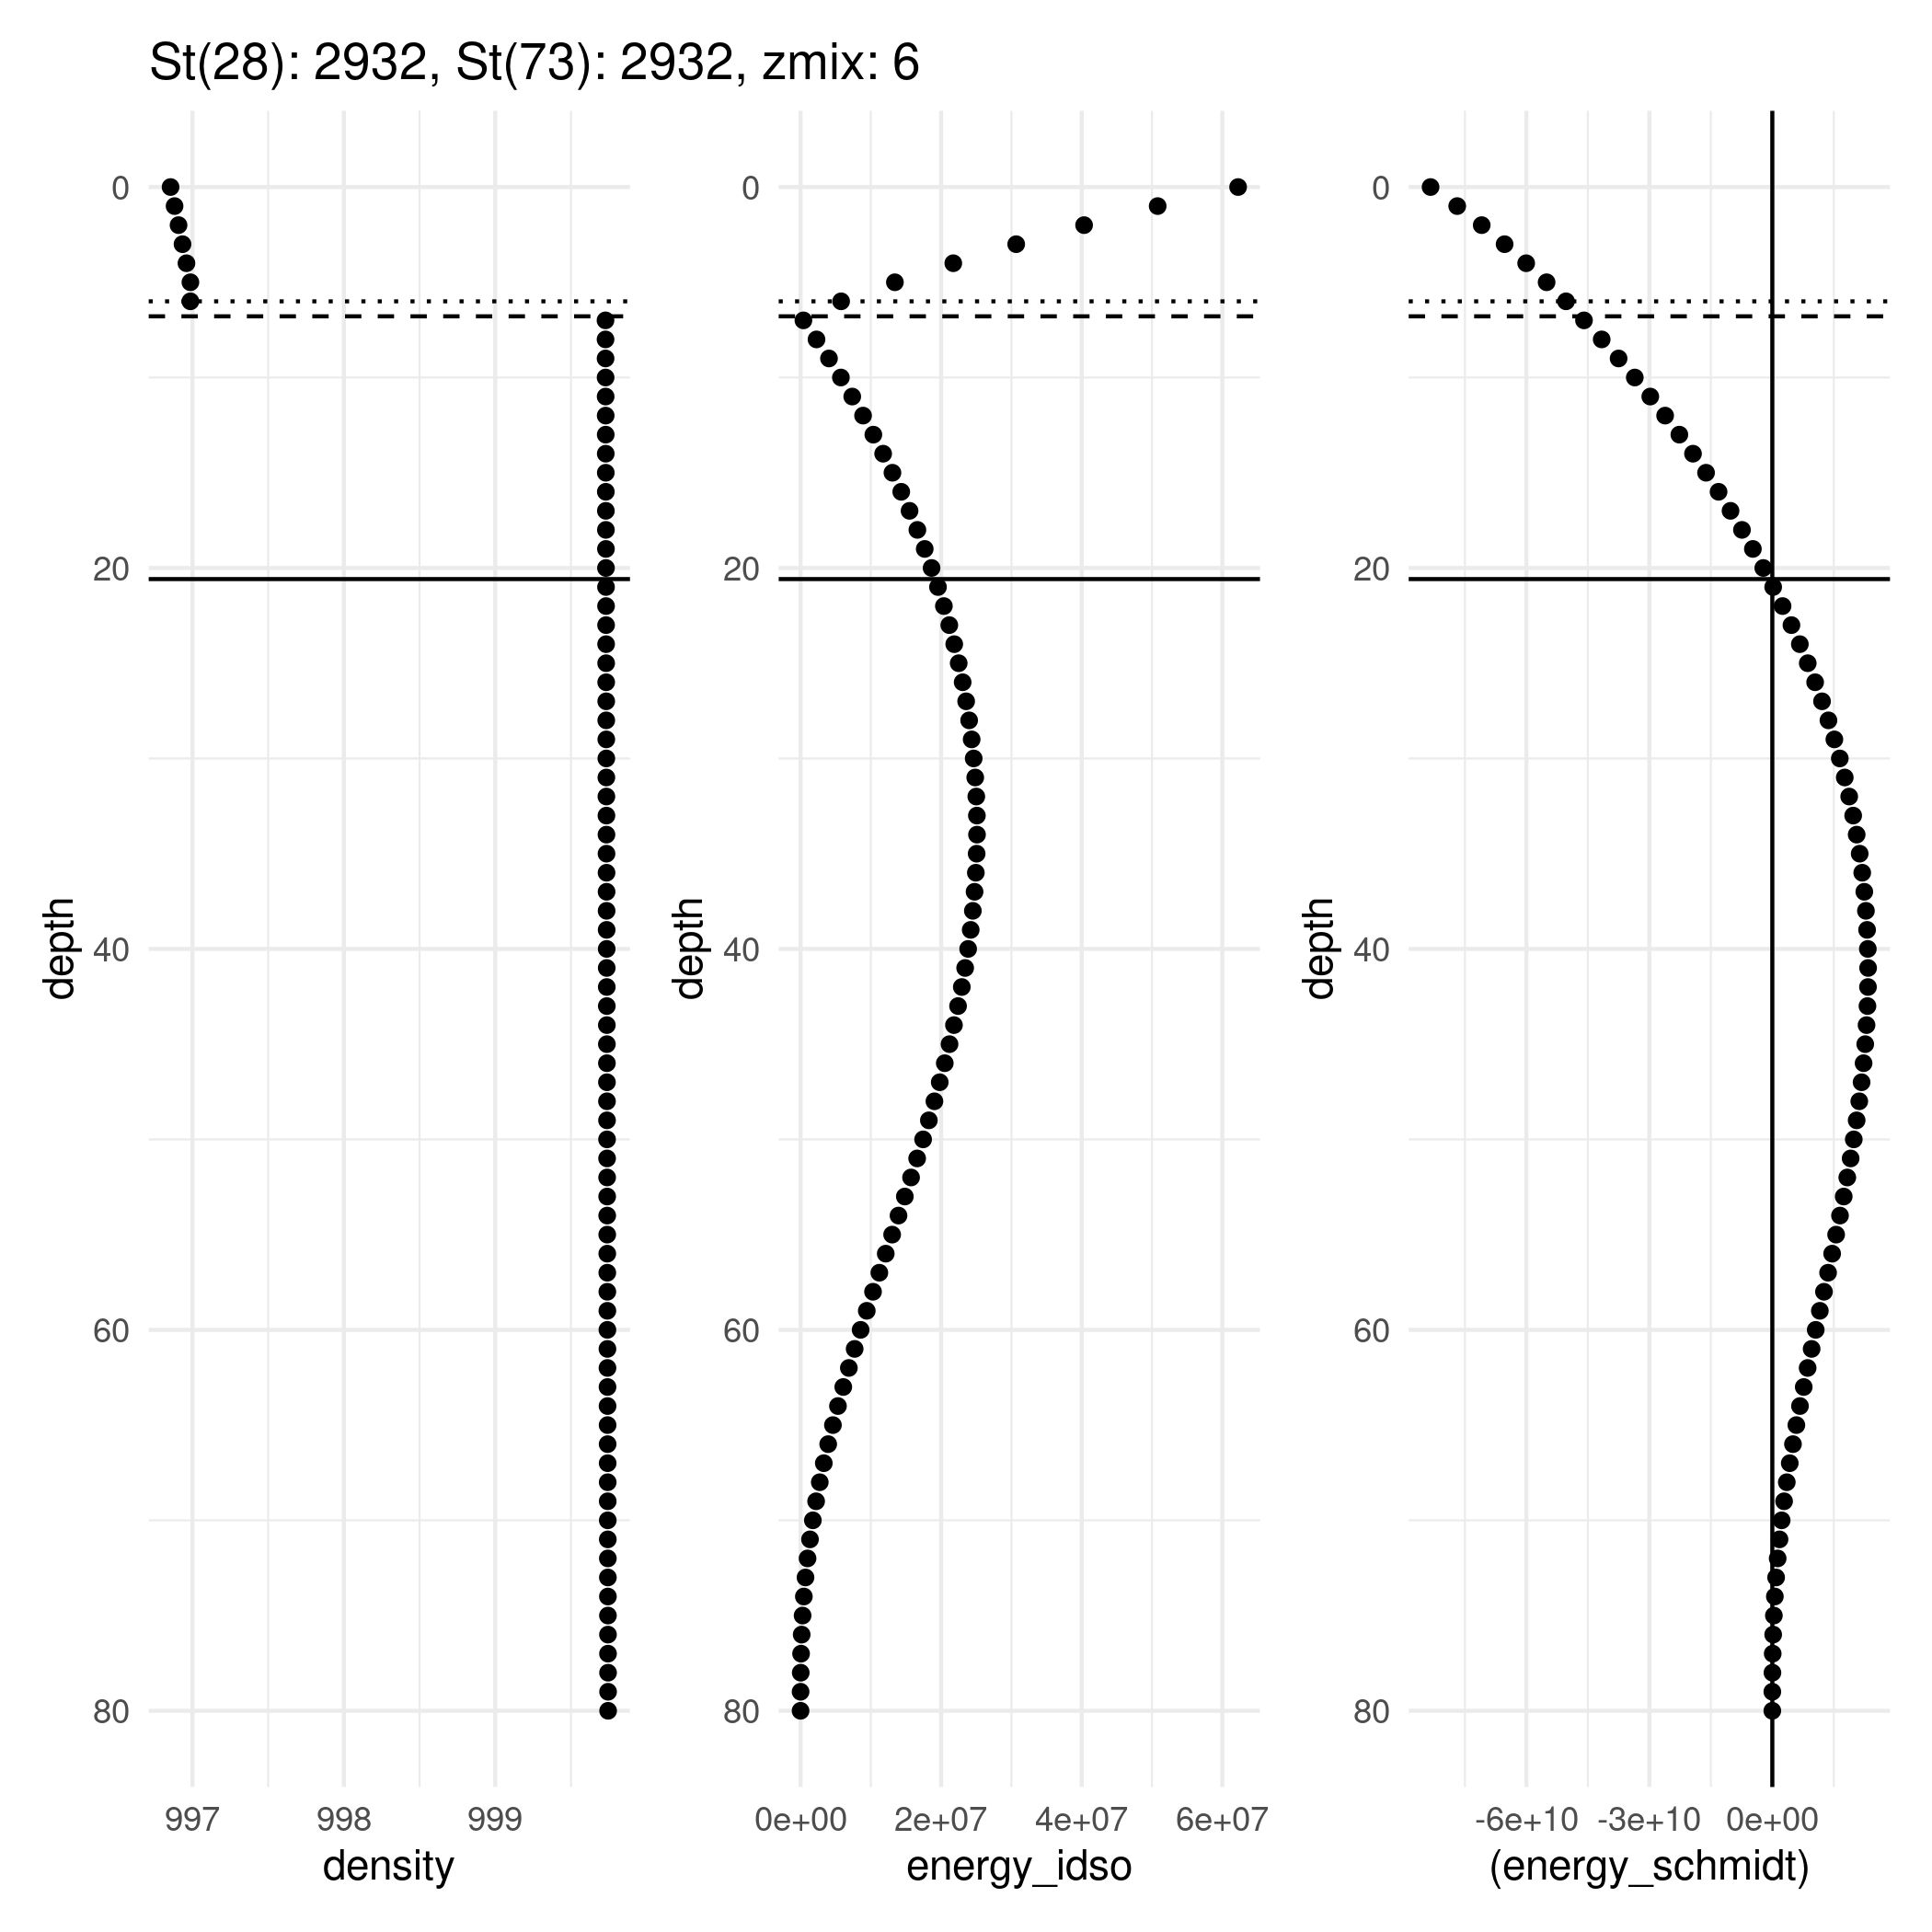 St(28): 2932, St(73): 2932, zmix: 6
depth
0
20
40
60
80
997 998 999
density
depth
0
20
40
60
80
0e+00 2e+07 4e+07 6e+07
energy_idso
depth
0
20
40
60
80
-6e+10 -3e+10 0e+00
(energy_schmidt)